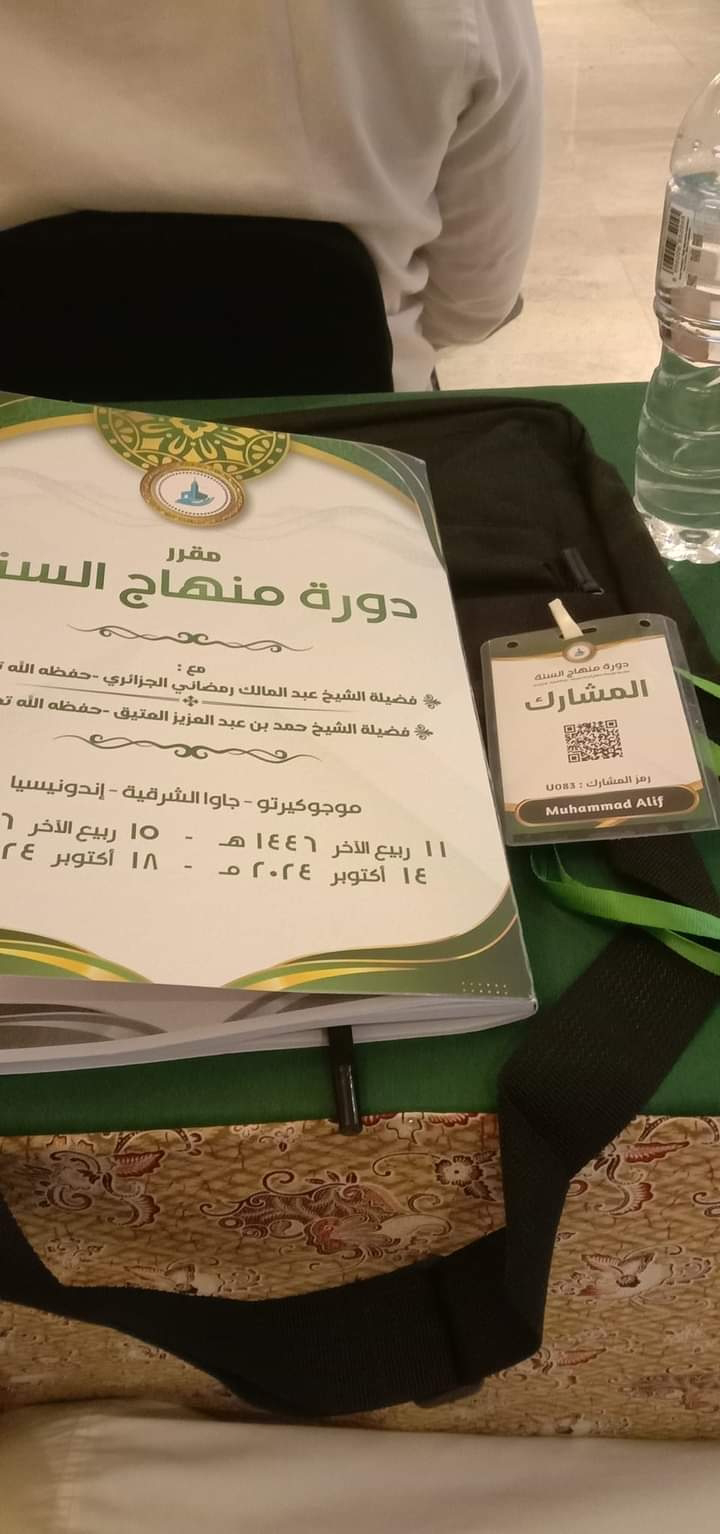 مقرر
دورة منهاج
مع :
فضيلة الشيخ عبد المالك رمضاني الجزائري -حفظه الله
فضيلة الشيخ حمد بن عبد العزيز العتيق -حفظه الله
موجوكيرتو - جاوا الشرقية - إندونيسيا
١١ ربيع الآخر ١٤٤٦ هـ - ١٥ ربيع الآخر
١٤ أكتوبر ٢٠٢٤ مـ - ١٨ أكتوبر
دورة منهاج السنة
المشارك
رمز المشارك : U083
Muhammad Alif